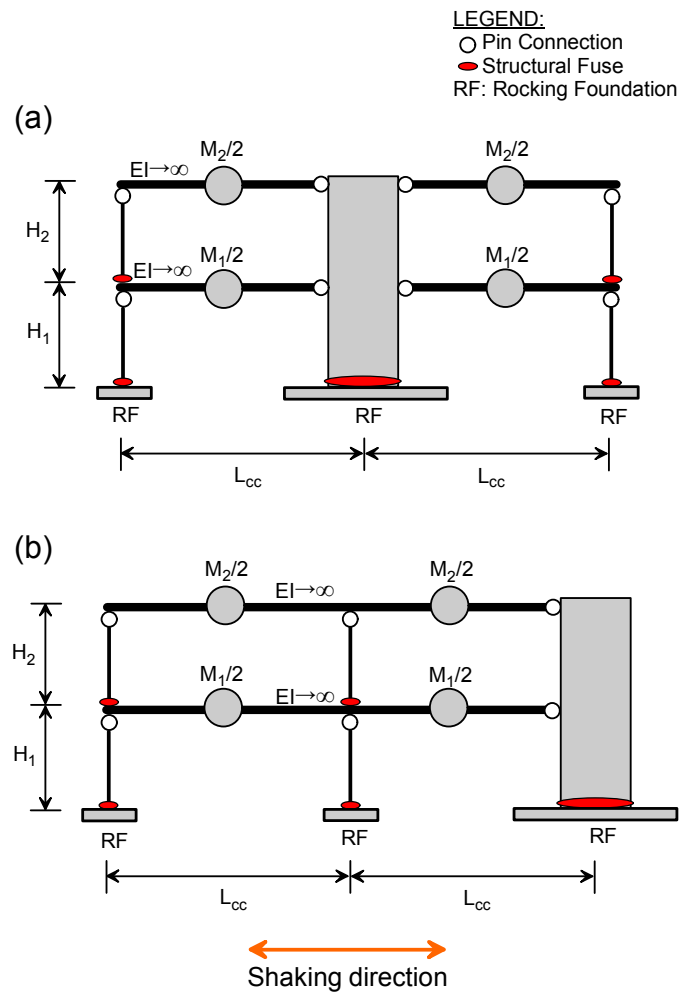 LEGEND:
Pin Connection
Structural Fuse
RF: Rocking Foundation
(a)
M2/2 M2/2
EI→∞
H2
M1/2 M1/2
EI→∞
H1
RF RF RF
Lcc Lcc
(b)
M2/2 EI→∞ M2/2
H2
M1/2 EI→∞ M1/2
H1
RF RF RF
Lcc Lcc
Shaking direction